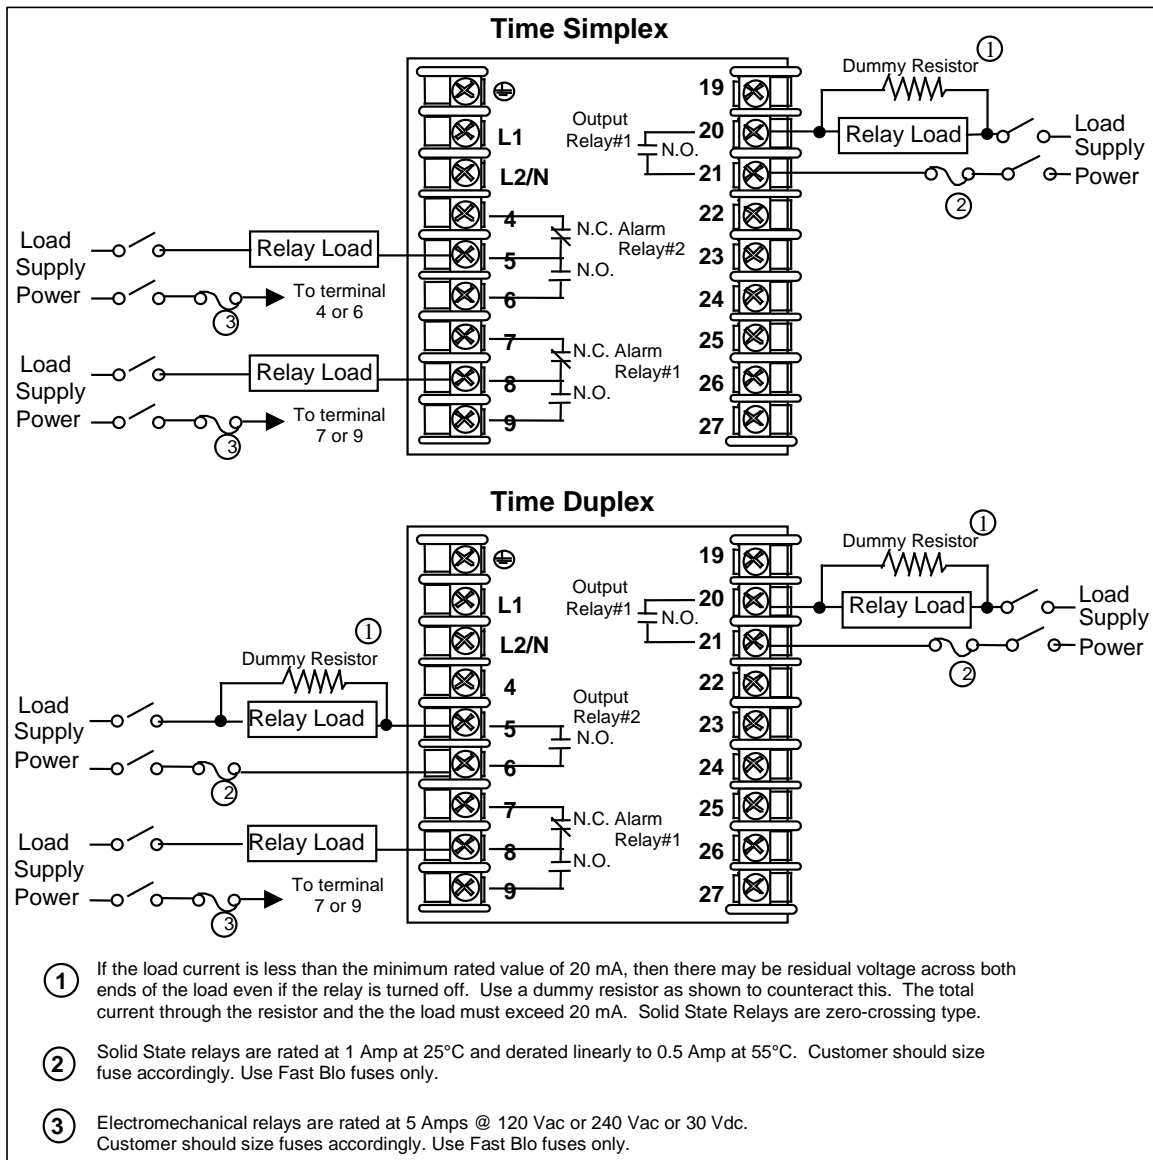 Time Simplex
1
Dummy Resistor
Relay Load
Load
Supply
Power
2
Output
Relay#1
N.O.
19
20
21
22
23
24
25
26
27
L1
L2/N
4
5
6
7
8
9
N.C. Alarm
Relay#2
N.O.
N.C. Alarm
Relay#1
N.O.
Load
Supply
Power
Relay Load
3
To terminal
4 or 6
Load
Supply
Power
Relay Load
3
To terminal
7 or 9
Time Duplex
1
Dummy Resistor
Relay Load
Load
Supply
Power
2
Output
Relay#1
N.O.
19
20
21
22
23
24
25
26
27
L1
L2/N
4
5
6
7
8
9
Output
Relay#2
N.O.
N.C. Alarm
Relay#1
N.O.
1
Dummy Resistor
Load
Supply
Power
Relay Load
2
Load
Supply
Power
Relay Load
3
To terminal
7 or 9
1 If the load current is less than the minimum rated value of 20 mA, then there may be residual voltage across both
ends of the load even if the relay is turned off. Use a dummy resistor as shown to counteract this. The total
current through the resistor and the the load must exceed 20 mA. Solid State Relays are zero-crossing type.
2 Solid State relays are rated at 1 Amp at 25°C and derated linearly to 0.5 Amp at 55°C. Customer should size
fuse accordingly. Use Fast Blo fuses only.
3 Electromechanical relays are rated at 5 Amps @ 120 Vac or 240 Vac or 30 Vdc.
Customer should size fuses accordingly. Use Fast Blo fuses only.